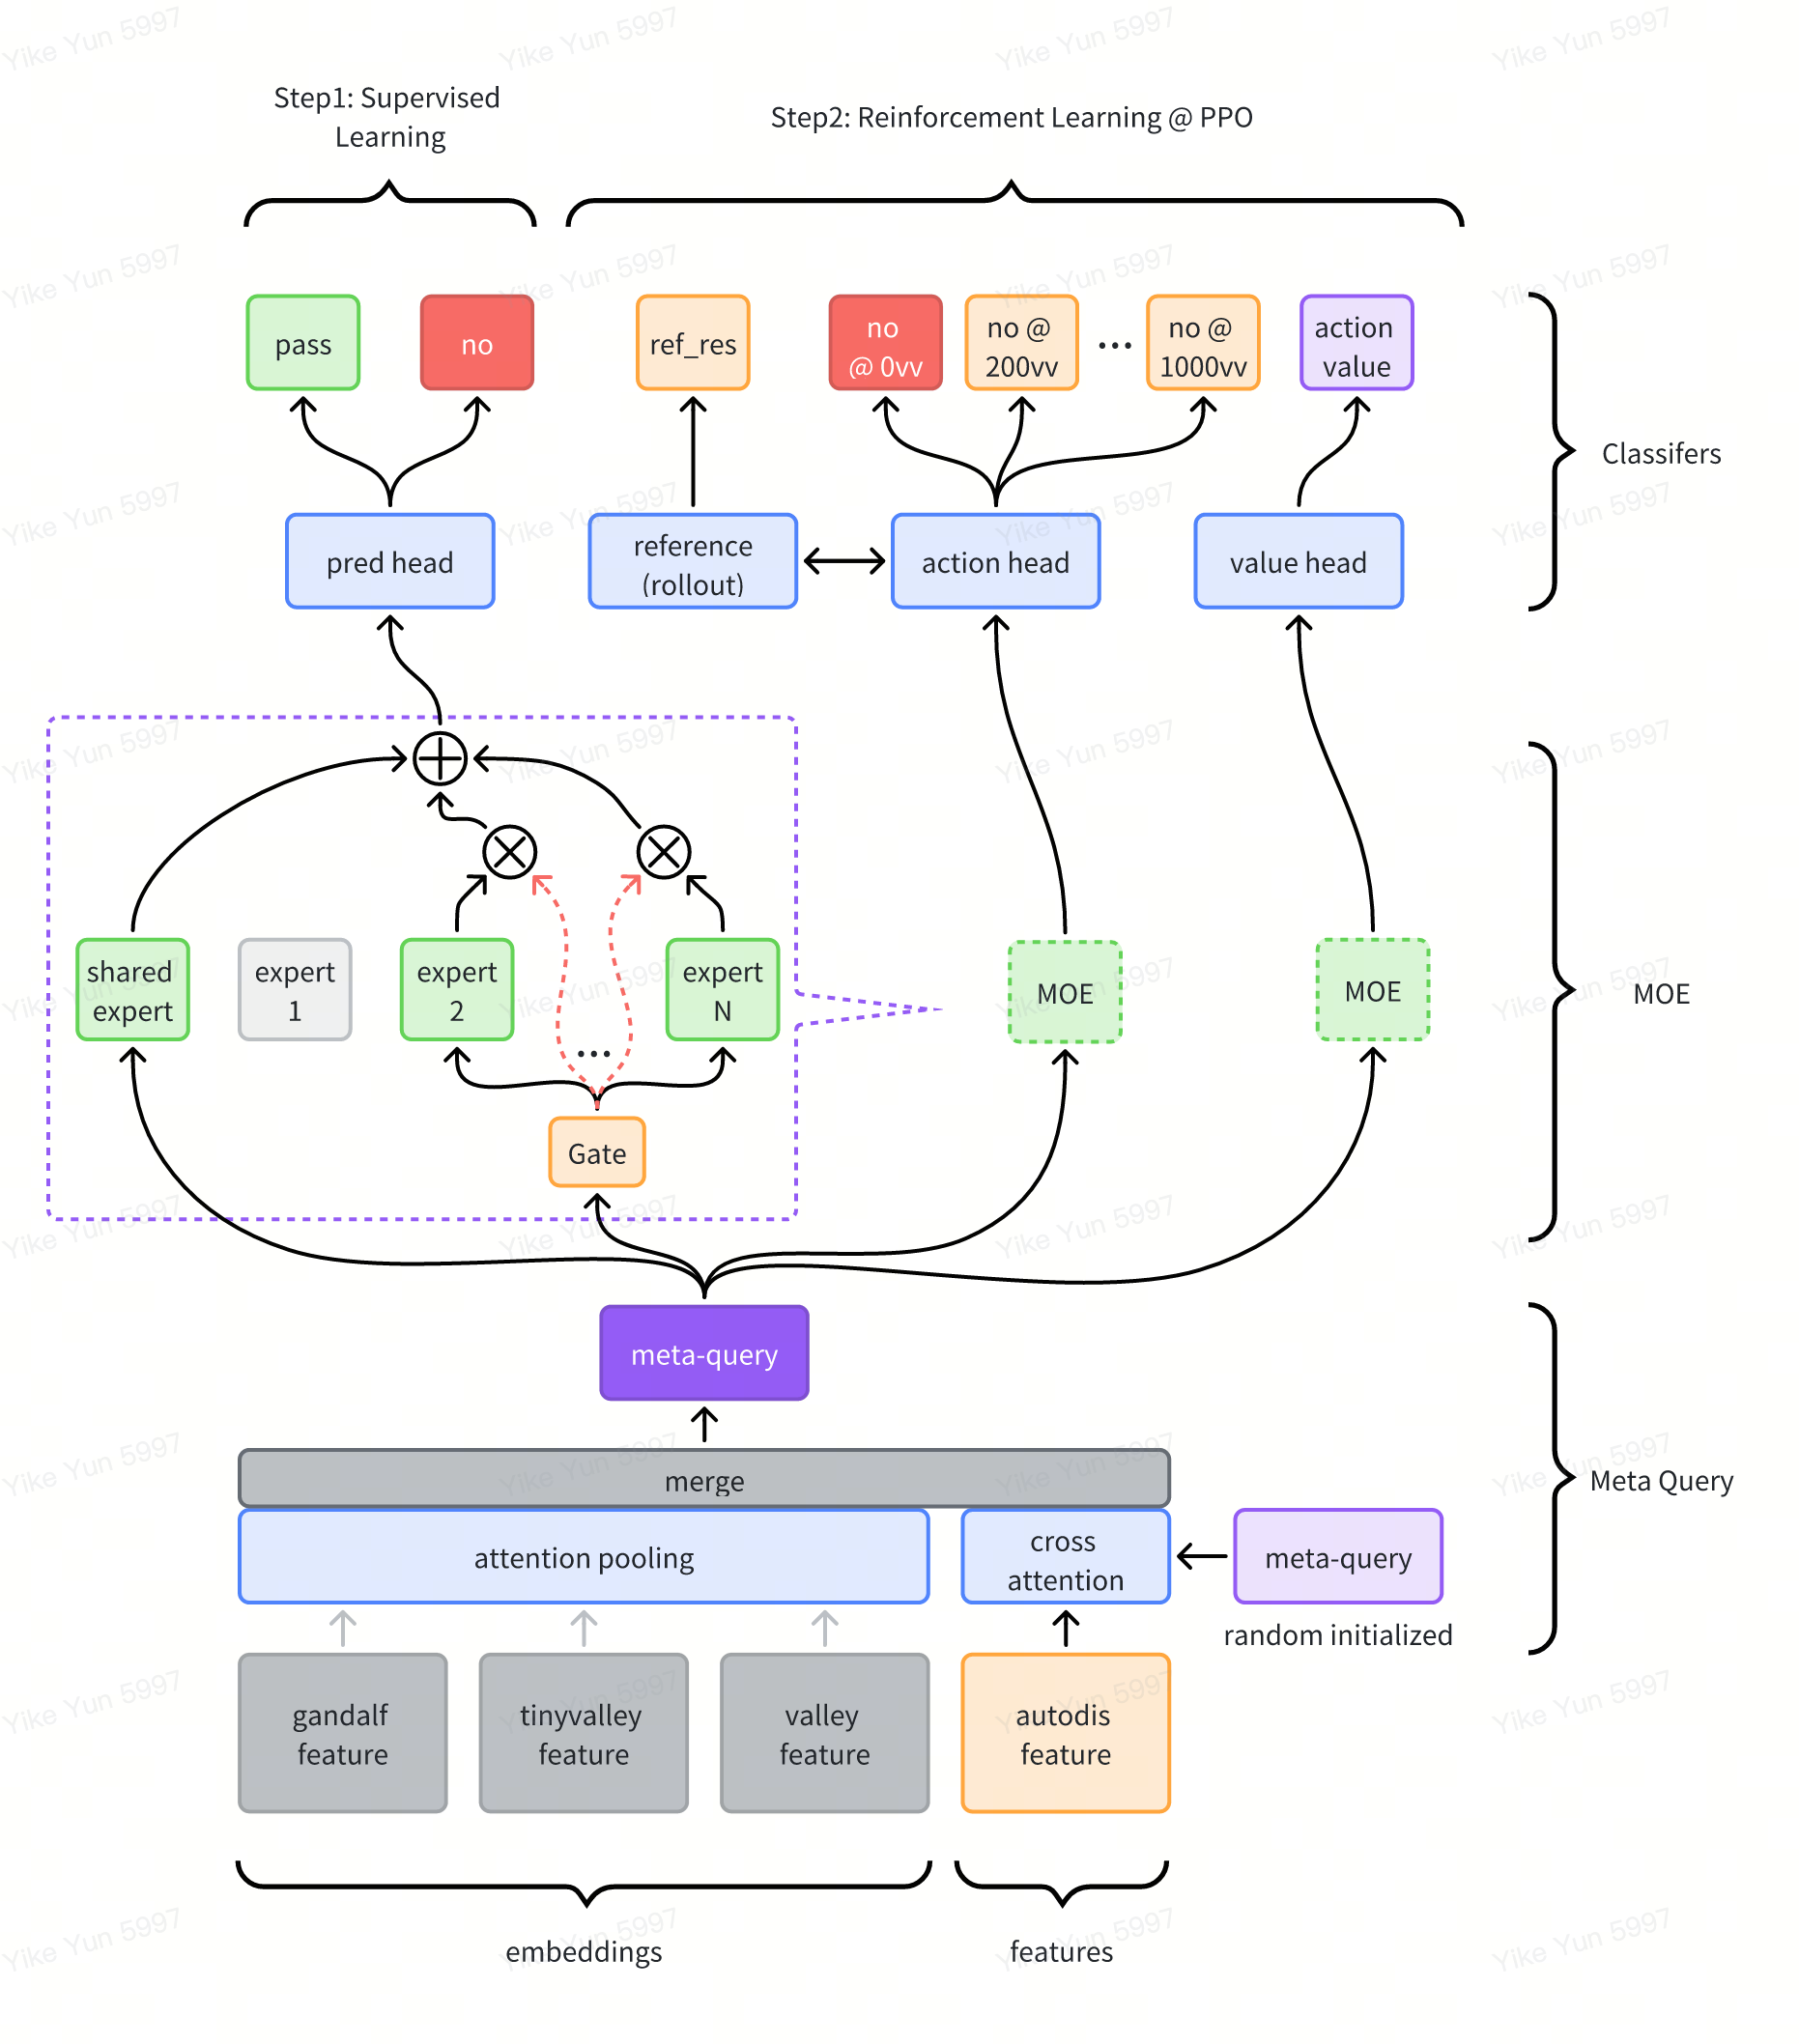 Step1: Supervised
Learning
Step2: Reinforcement Learning @ PPO
pass
no
ref_res
no
@ 0vv
no @
200vv
...
no @
1000vv
action
value
Classifers
pred head
reference
(rollout)
action head
value head
shared
expert
expert
1
expert
2
...
expert
N
MOE
MOE
MOE
Gate
meta-query
merge
Meta Query
attention pooling
cross
attention
meta-query
random initialized
gandalf
feature
tinyvalley
feature
valley
feature
autodis
feature
embeddings
features
Yike Yun 5997